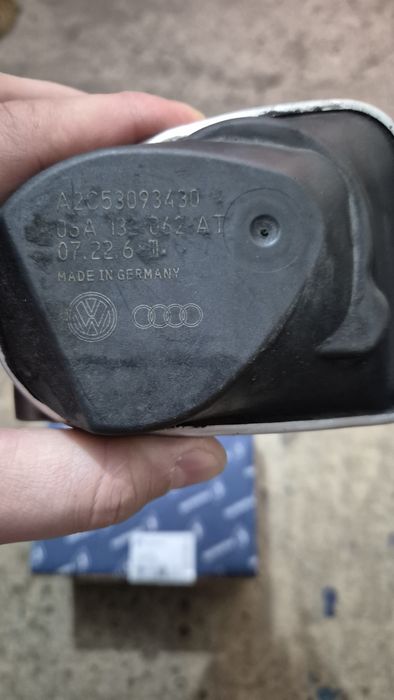 A2C53093430
06A 133 062 AT
07.22.6
MADE IN GERMANY